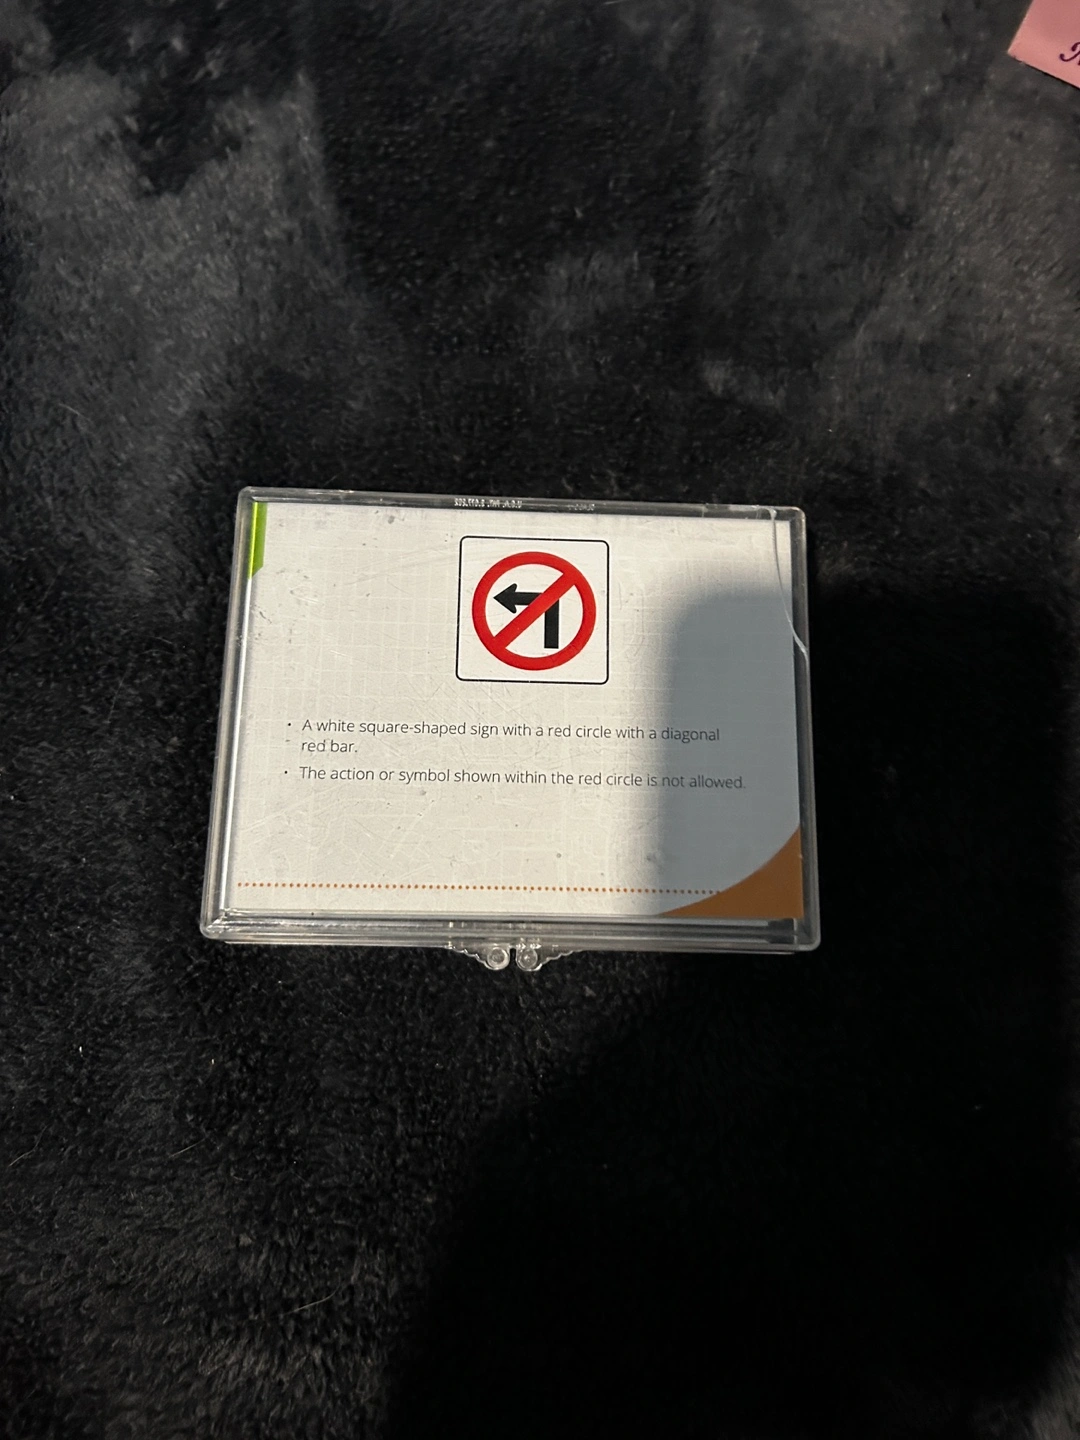 • A white square-shaped sign with a red circle with a diagonal
red bar.
• The action or symbol shown within the red circle is not allowed.